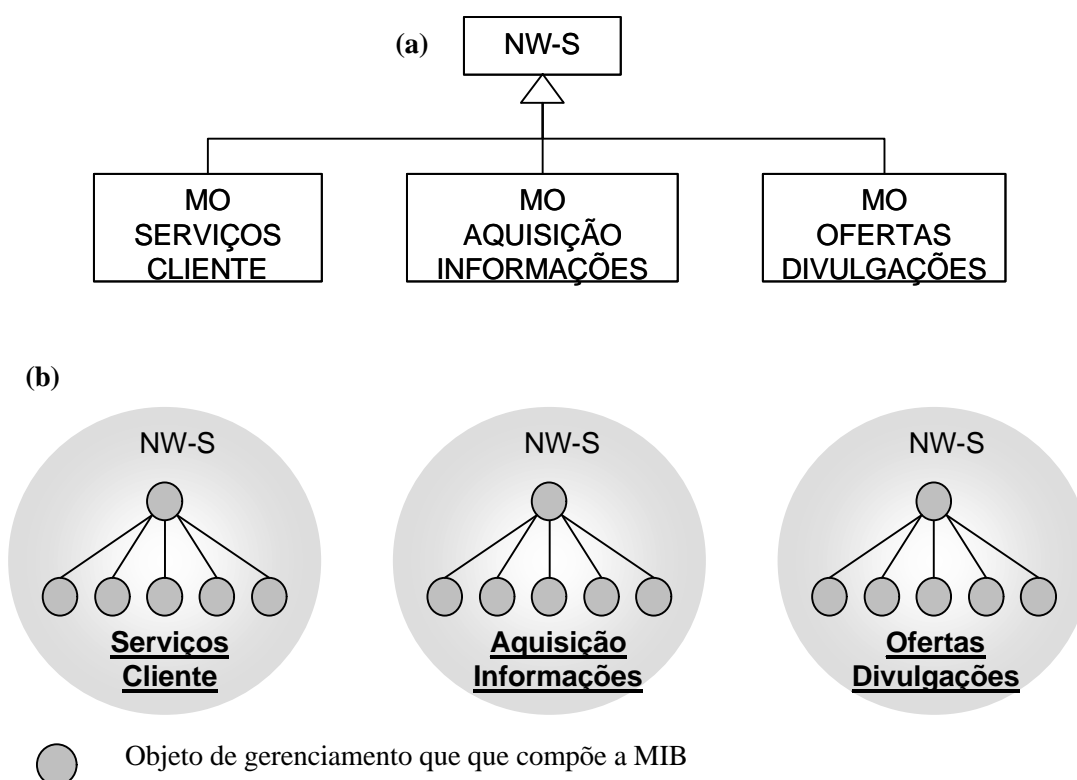 (a)
NW-S
MO
SERVIÇOS
CLIENTE
MO
AQUISIÇÃO
INFORMAÇÕES
MO
OFERTAS
DIVULGAÇÕES
(b)
NW-S
Serviços
Cliente
NW-S
Aquisição
Informações
NW-S
Ofertas
Divulgações
Objeto de gerenciamento que que compõe a MIB